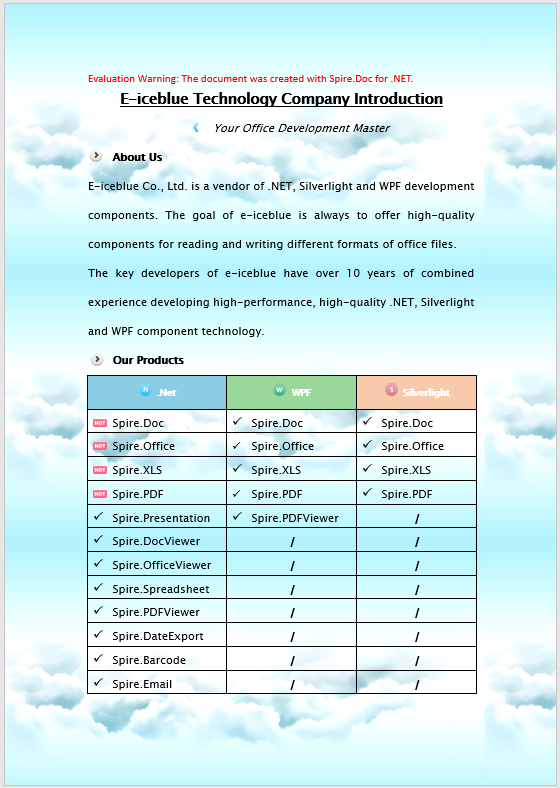 Evaluation Warning: The document was created with Spire.Doc for .NET.
E-iceblue Technology Company Introduction
Your Office Development Master
About Us
E-iceblue Co., Ltd. is a vendor of .NET, Silverlight and WPF development
components. The goal of e-iceblue is always to offer high-quality
components for reading and writing different formats of office files.
The key developers of e-iceblue have over 10 years of combined
experience developing high-performance, high-quality .NET, Silverlight
and WPF component technology.
Our Products
N .Net W WPF S Silverlight
HOT Spire.Doc ✓ Spire.Doc ✓ Spire.Doc
HOT Spire.Office ✓ Spire.Office ✓ Spire.Office
HOT Spire.XLS ✓ Spire.XLS ✓ Spire.XLS
HOT Spire.PDF ✓ Spire.PDF ✓ Spire.PDF
✓ Spire.Presentation ✓ Spire.PDFViewer /
✓ Spire.DocViewer / /
✓ Spire.OfficeViewer / /
✓ Spire.Spreadsheet / /
✓ Spire.PDFViewer / /
✓ Spire.DateExport / /
✓ Spire.Barcode / /
✓ Spire.Email / /